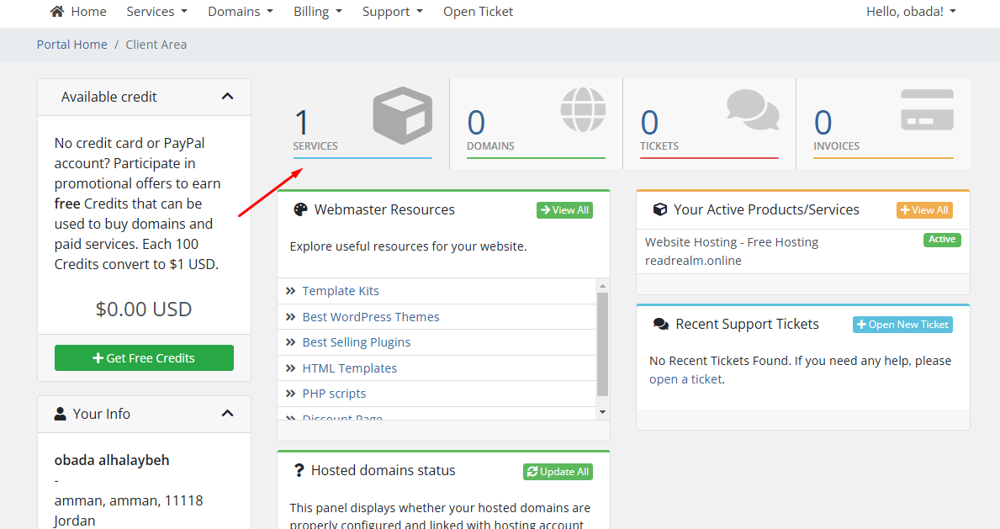 Home Services Domains Billing Support Open Ticket Hello, obada!
Portal Home / Client Area
Available credit
No credit card or PayPal
account? Participate in
promotional offers to earn
free Credits that can be
used to buy domains and
paid services. Each 100
Credits convert to $1 USD.
$0.00 USD
Get Free Credits
Your Info
obada alhalaybeh
-
amman, amman, 11118
Jordan
1
SERVICES
0
DOMAINS
0
TICKETS
0
INVOICES
Webmaster Resources View All
Explore useful resources for your website.
Template Kits
Best WordPress Themes
Best Selling Plugins
HTML Templates
PHP scripts
Discount Page
Hosted domains status Update All
This panel displays whether your hosted domains are
properly configured and linked with hosting account
Your Active Products/Services View All
Website Hosting - Free Hosting Active
readrealm.online
Recent Support Tickets Open New Ticket
No Recent Tickets Found. If you need any help, please
open a ticket.